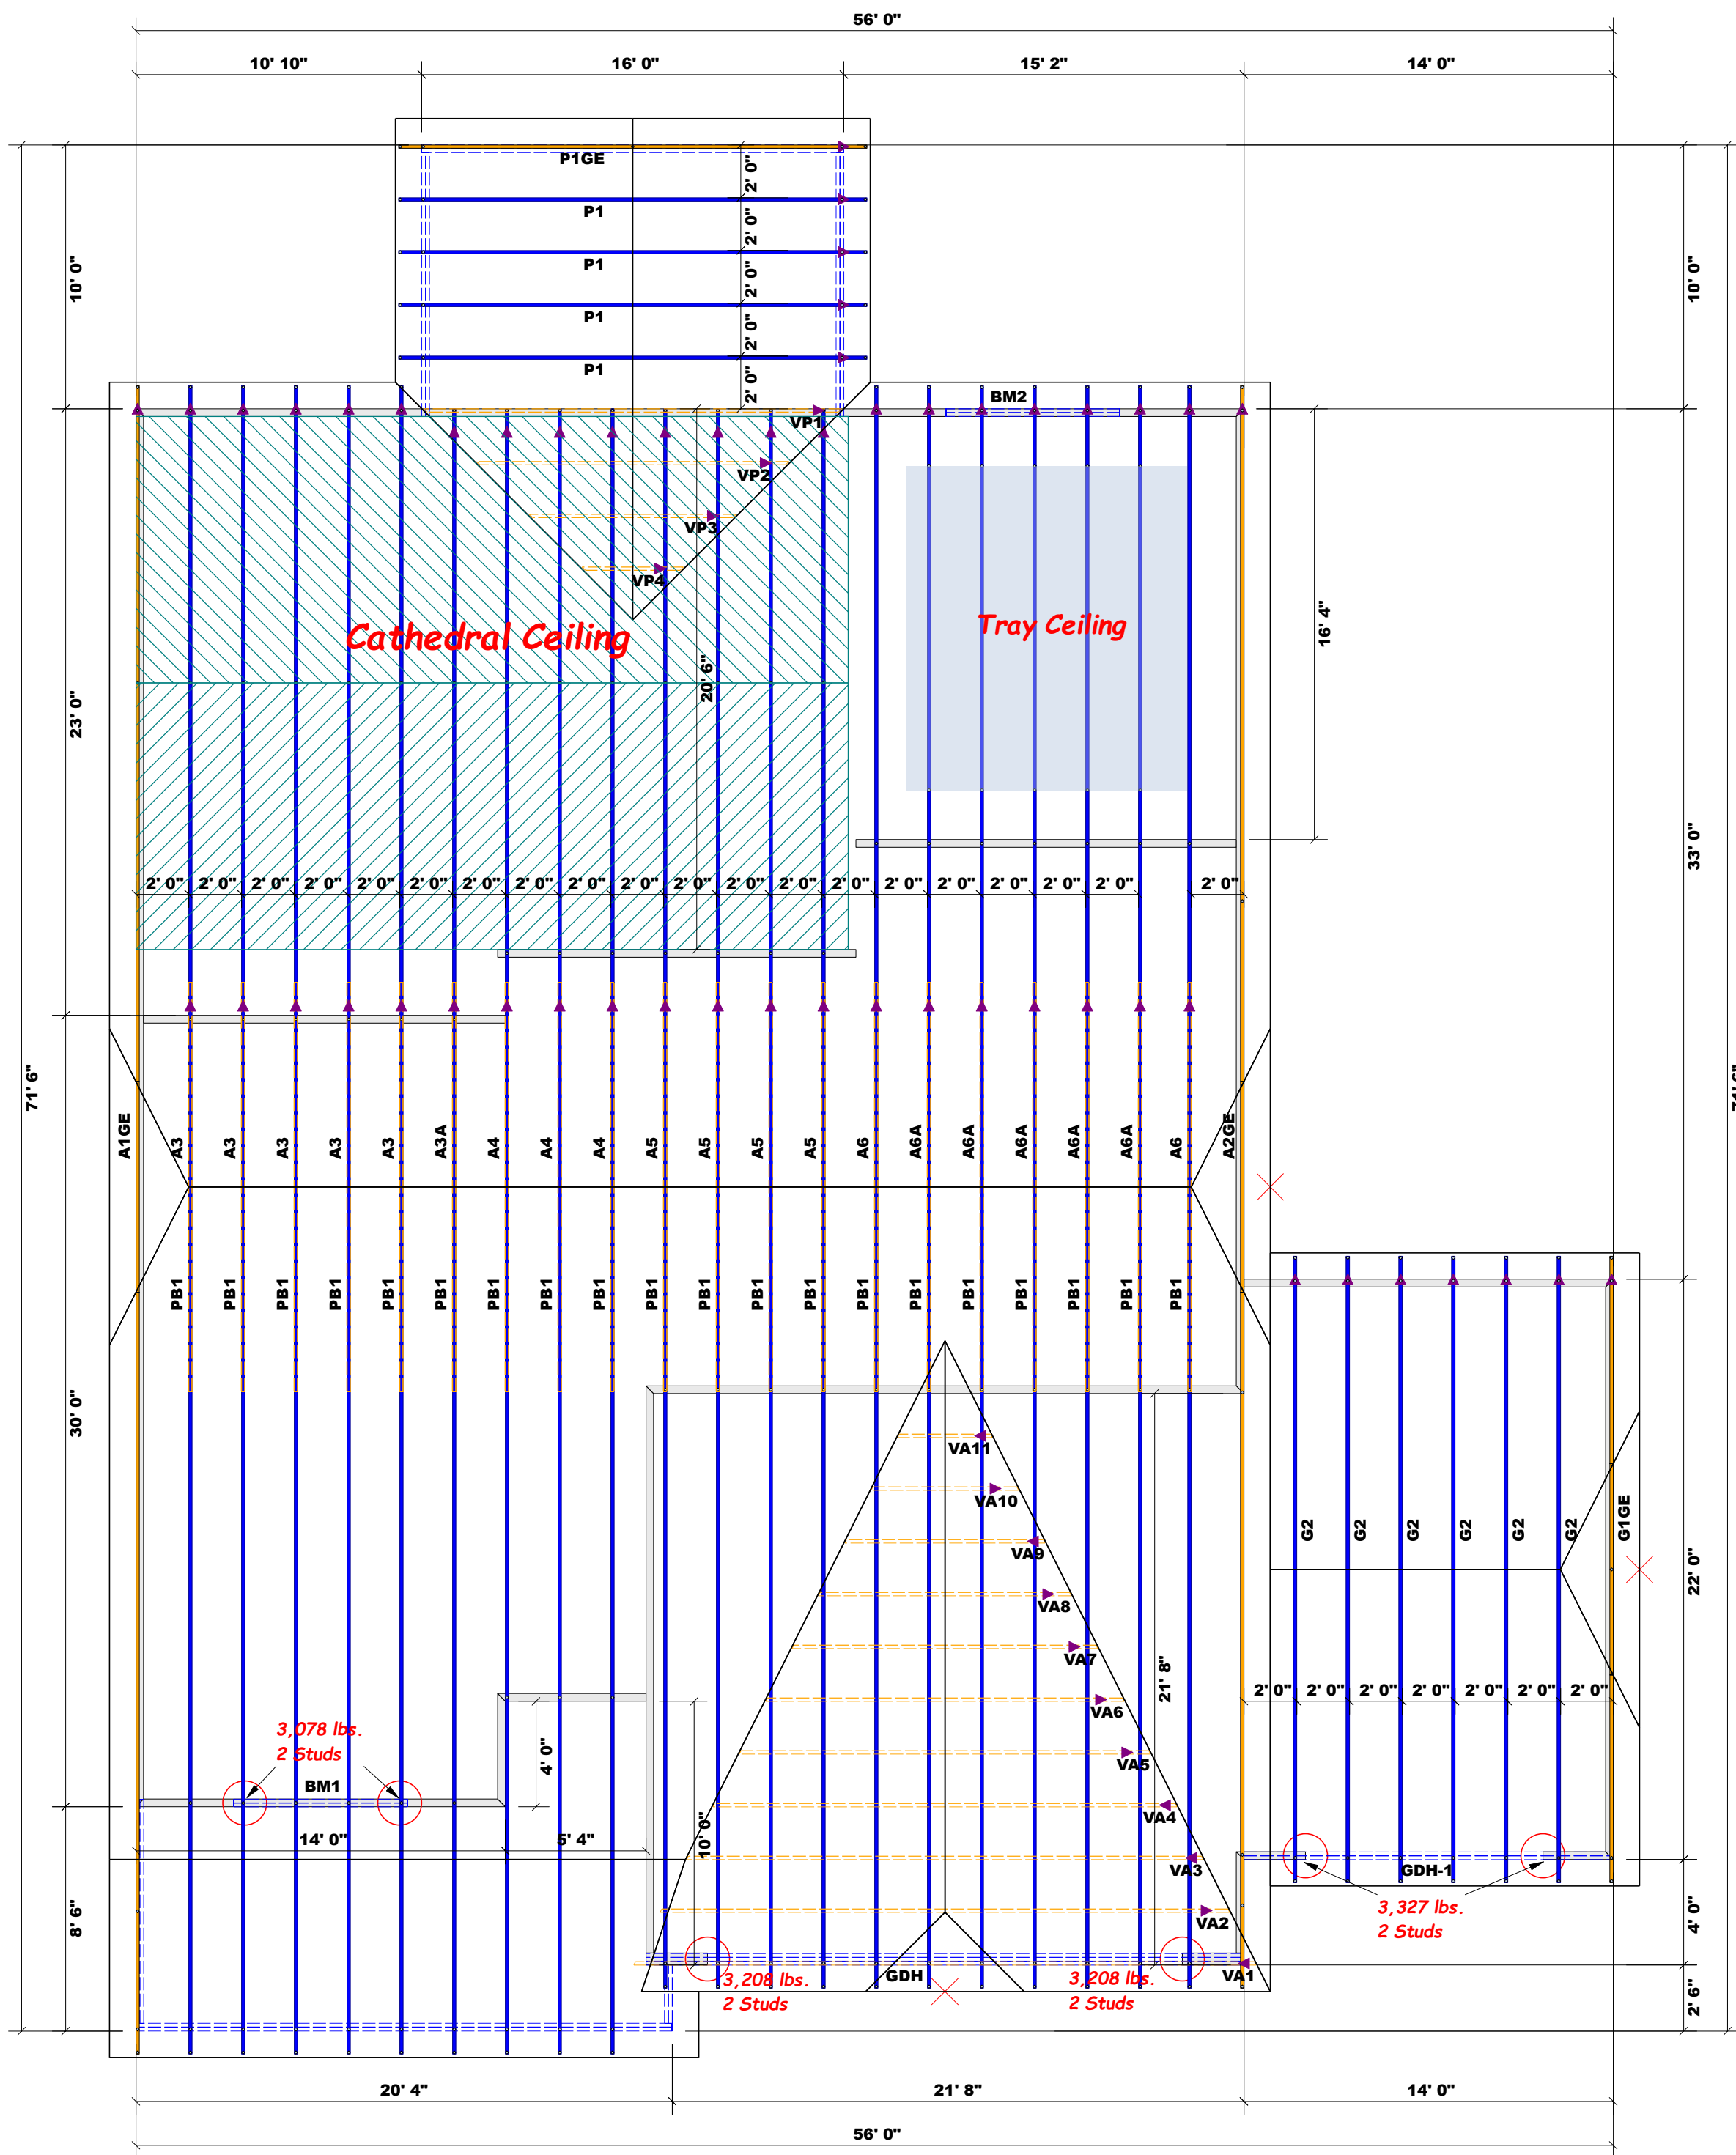 56' 0"
10' 10" 16' 0" 15' 2" 14' 0"
P1GE
2' 0"
P1
2' 0"
P1
2' 0"
P1
2' 0"
P1
2' 0"
10' 0"
10' 0"
BM2
VP1
VP2
VP3
VP4
Cathedral Ceiling
Tray Ceiling
20' 6"
16' 4"
23' 0"
33' 0"
2' 0" 2' 0" 2' 0" 2' 0" 2' 0" 2' 0" 2' 0" 2' 0" 2' 0" 2' 0" 2' 0" 2' 0" 2' 0" 2' 0" 2' 0" 2' 0" 2' 0" 2' 0" 2' 0" 2' 0"
71' 6"
71' 6"
A1GE A3 A3 A3 A3 A3 A3A A4 A4 A4 A5 A5 A5 A5 A6 A6A A6A A6A A6A A6A A6 A2GE
PB1 PB1 PB1 PB1 PB1 PB1 PB1 PB1 PB1 PB1 PB1 PB1 PB1 PB1 PB1 PB1 PB1 PB1 PB1 PB1
30' 0"
VA11
VA10
VA9
VA8
VA7
VA6
VA5
VA4
VA3
VA2
VA1
G2 G2 G2 G2 G2 G2 G1GE
22' 0"
21' 8"
2' 0" 2' 0" 2' 0" 2' 0" 2' 0" 2' 0" 2' 0"
3,078 lbs.
2 Studs
BM1
4' 0"
14' 0" 5' 4"
10' 0"
GDH-1
3,327 lbs.
2 Studs
8' 6"
4' 0"
GDH
3,208 lbs.
2 Studs
3,208 lbs.
2 Studs
2' 6"
20' 4" 21' 8" 14' 0"
56' 0"